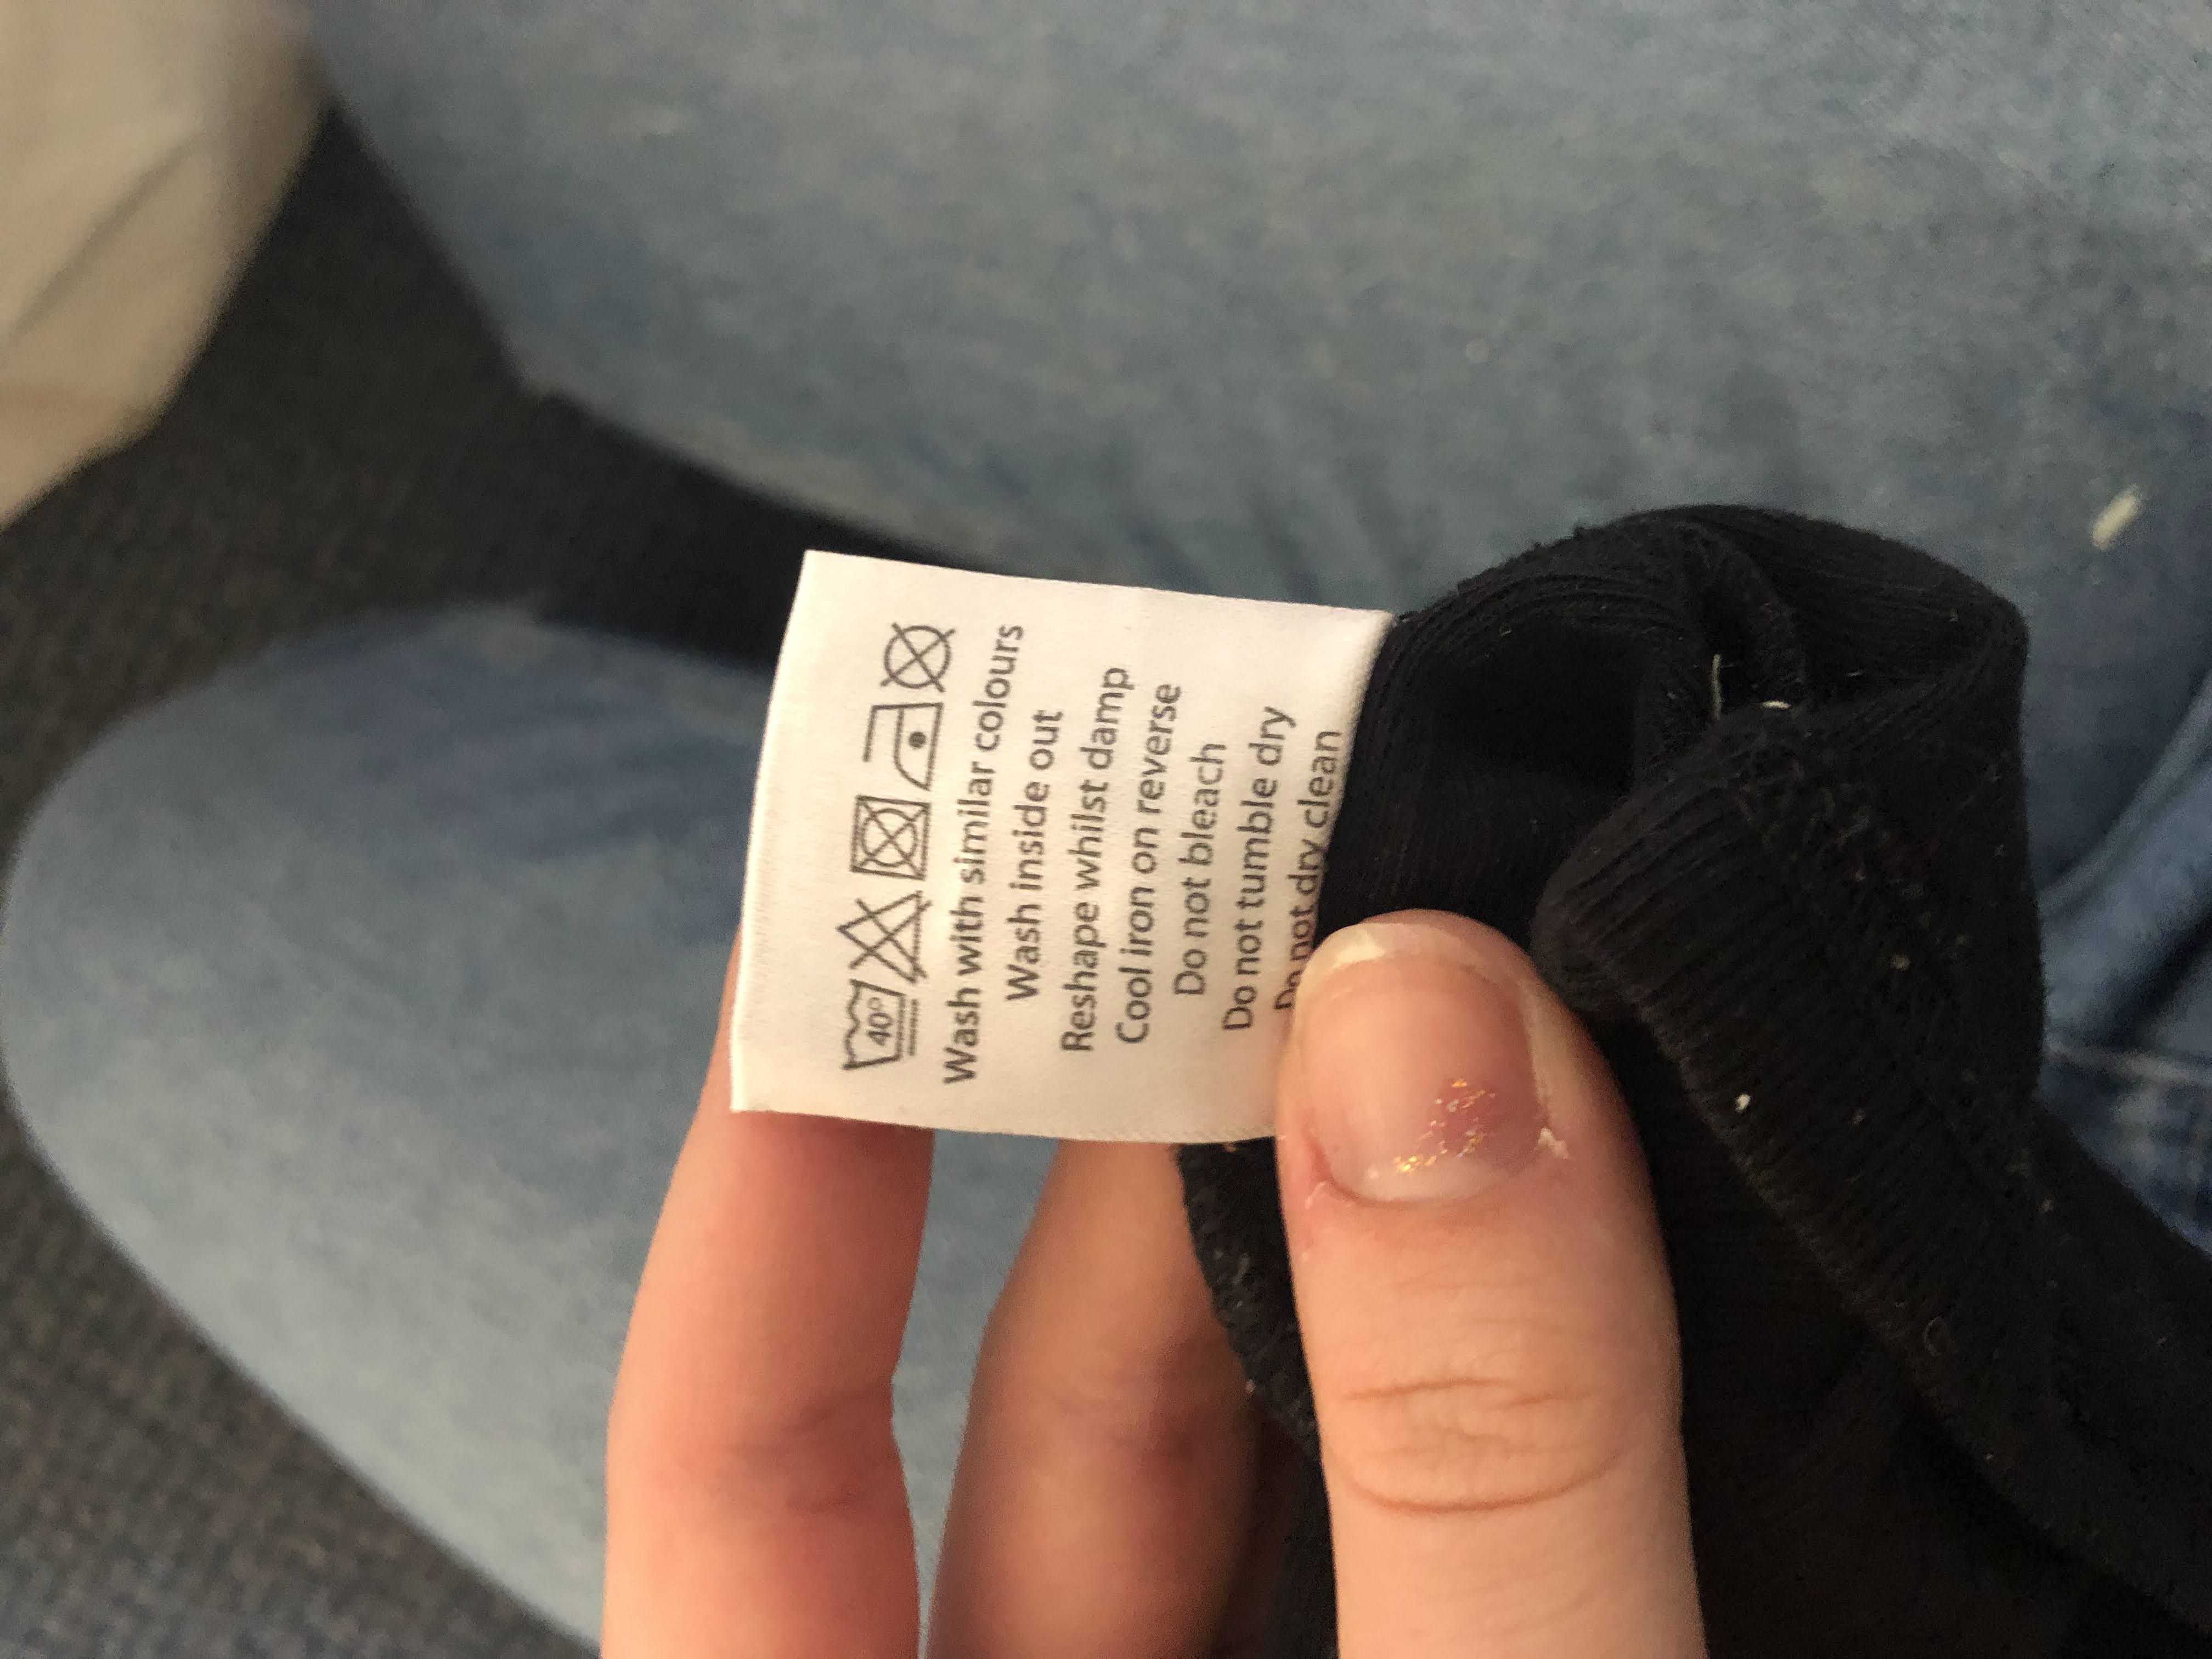 40°
Wash with similar colours
Wash inside out
Reshape whilst damp
Cool iron on reverse
Do not bleach
Do not tumble dry
Do not dry clean